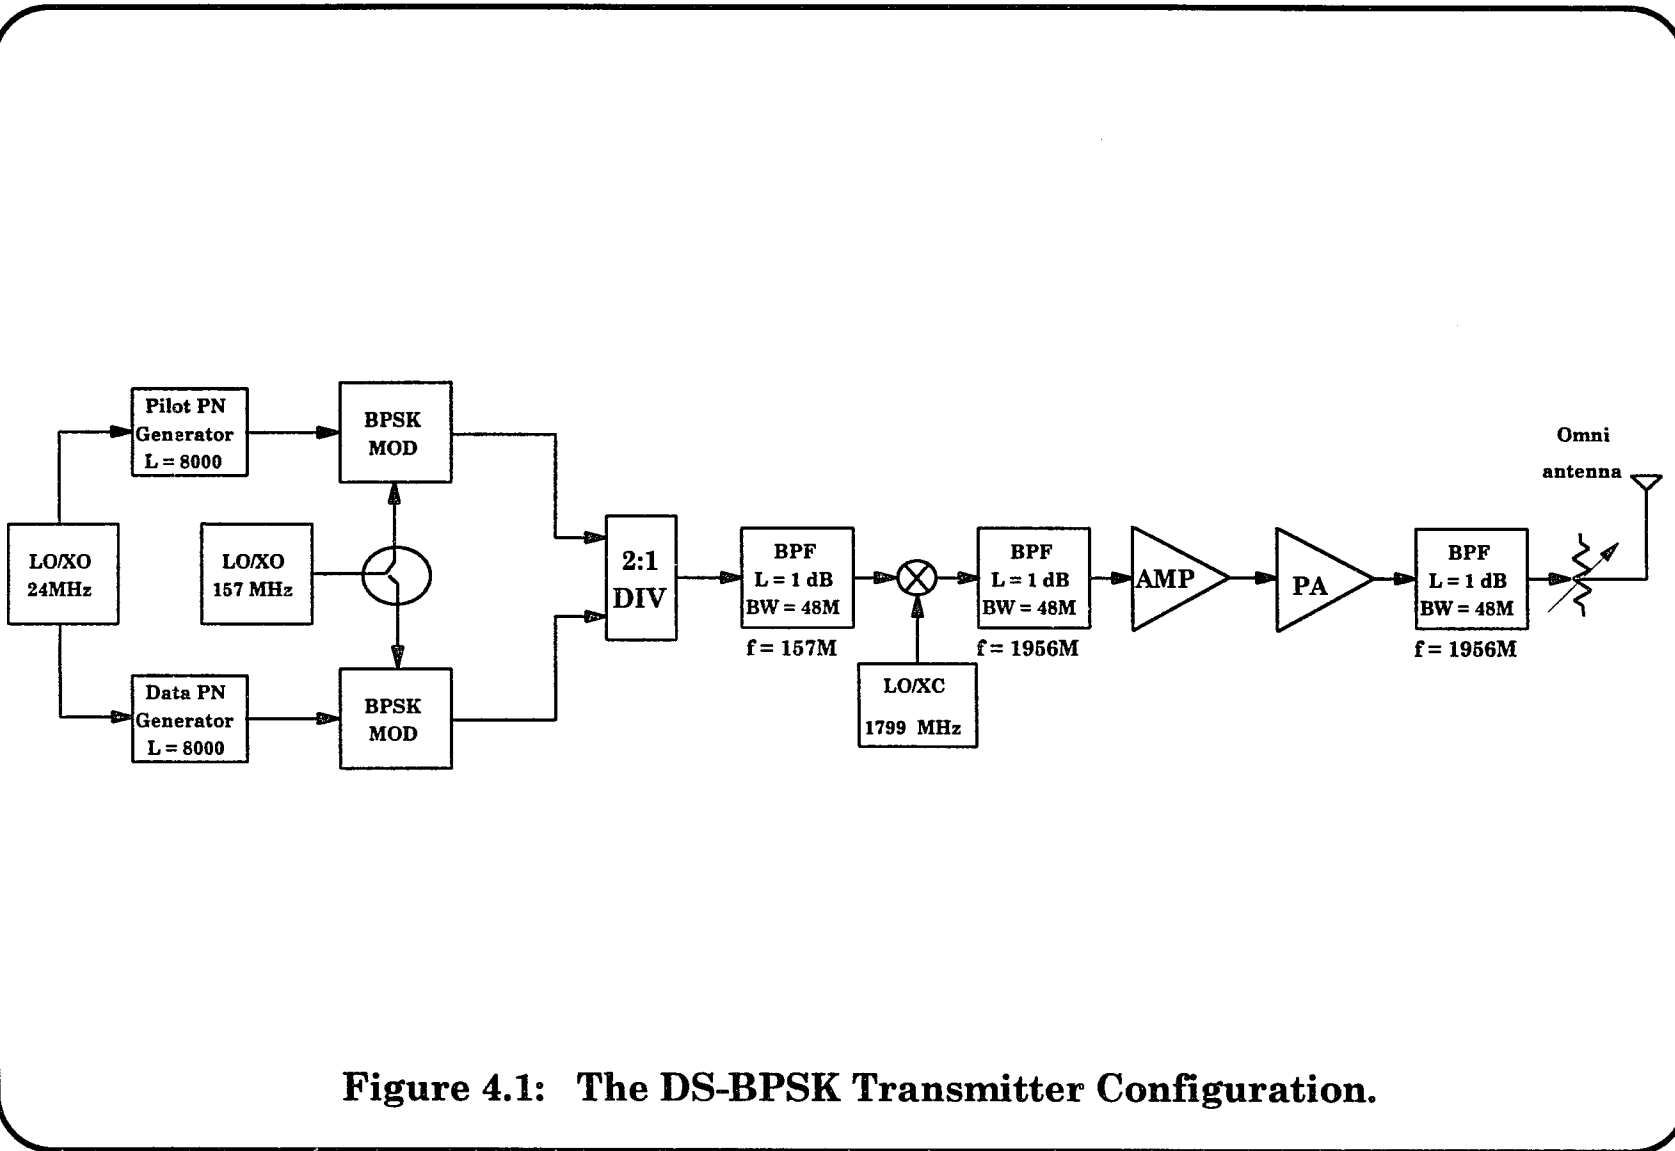 Pilot PN
Generator
L = 8000
BPSK
MOD
LO/XO
24MHz
LO/XO
157 MHz
Data PN
Generator
L = 8000
BPSK
MOD
2:1
DIV
BPF
L = 1 dB
BW = 48M
f = 157M
LO/XC
1799 MHz
BPF
L = 1 dB
BW = 48M
f = 1956M
AMP
PA
BPF
L = 1 dB
BW = 48M
f = 1956M
Omni
antenna
Figure 4.1: The DS-BPSK Transmitter Configuration.